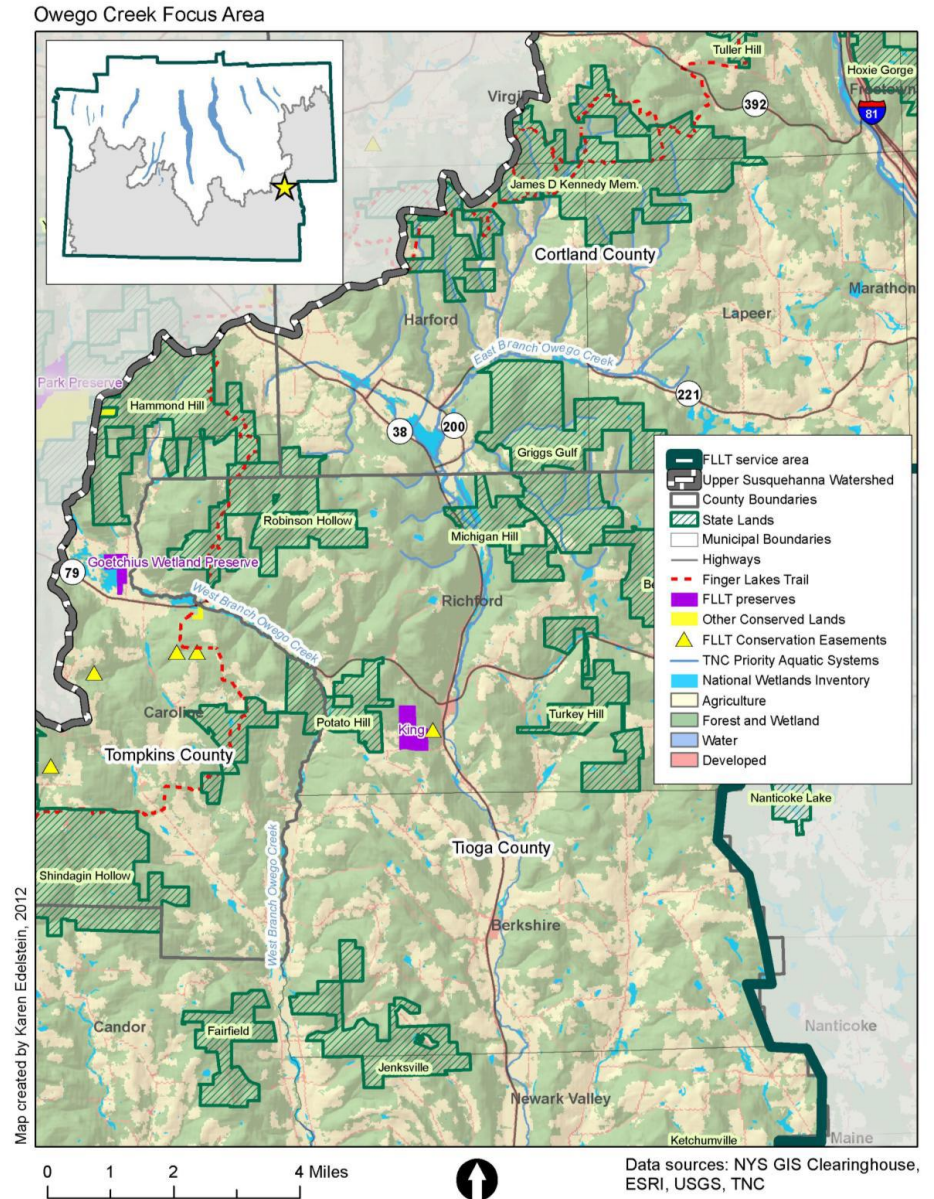 Owego Creek Focus Area
Tuller Hill
Hoxie Gorge
Freetown
Virgil
392
81
James D Kennedy Mem.
Cortland County
Marathon
Harford
Lapeer
East Branch Owego Creek
Park Preserve
221
Hammond Hill
38
200
Griggs Gulf
FLLT service area
Upper Susquehanna Watershed
County Boundaries
State Lands
Municipal Boundaries
Highways
Finger Lakes Trail
FLLT preserves
Other Conserved Lands
FLLT Conservation Easements
TNC Priority Aquatic Systems
National Wetlands Inventory
Agriculture
Forest and Wetland
Water
Developed
Robinson Hollow
Michigan Hill
Goetchius Wetland Preserve
79
Be
West Branch Owego Creek
Richford
Caroline
Potato Hill
King
Turkey Hill
Tompkins County
Nanticoke Lake
Tioga County
Shindagin Hollow
West Branch Owego Creek
Berkshire
Candor
Fairfield
Nanticoke
Jenksville
Newark Valley
Ketchumville
Maine
Map created by Karen Edelstein, 2012
0 1 2 4 Miles
Data sources: NYS GIS Clearinghouse,
ESRI, USGS, TNC